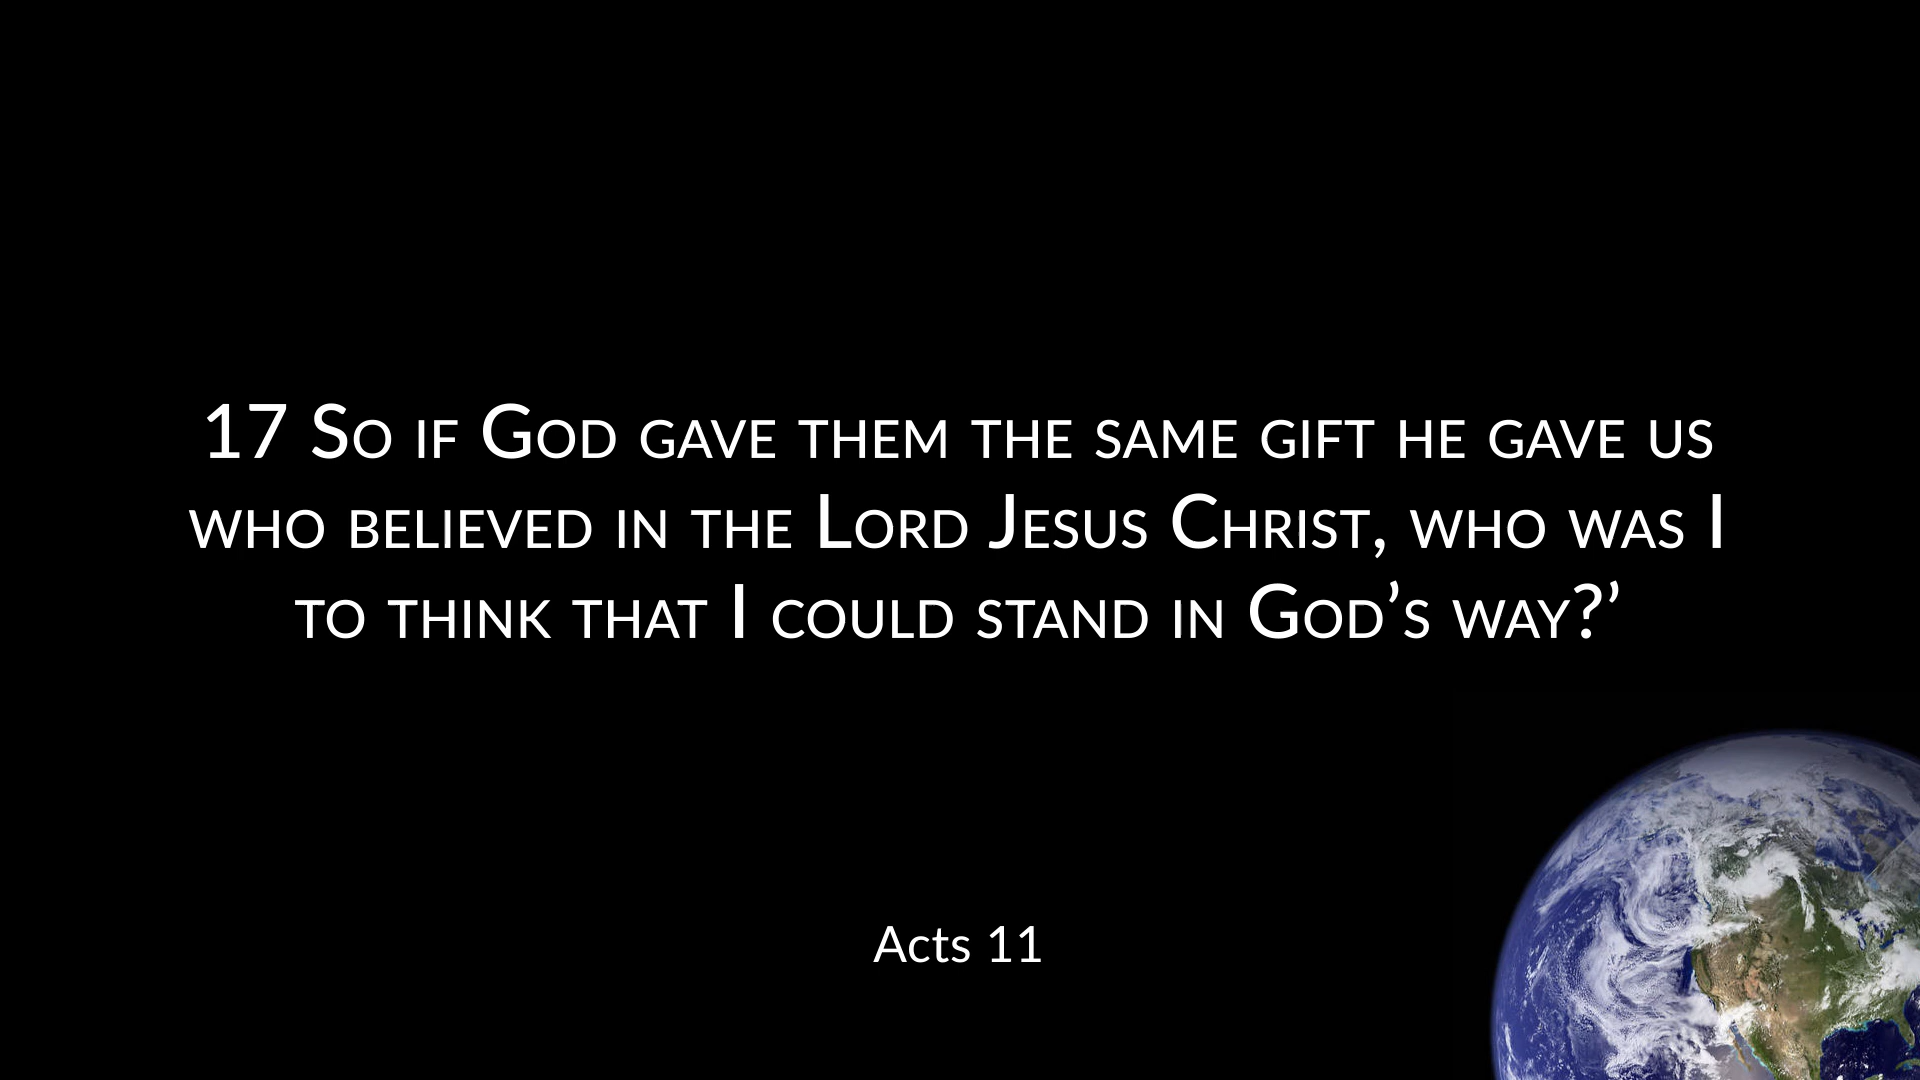 17 So if God gave them the same gift he gave us
who believed in the Lord Jesus Christ, who was I
to think that I could stand in God’s way?’
Acts 11